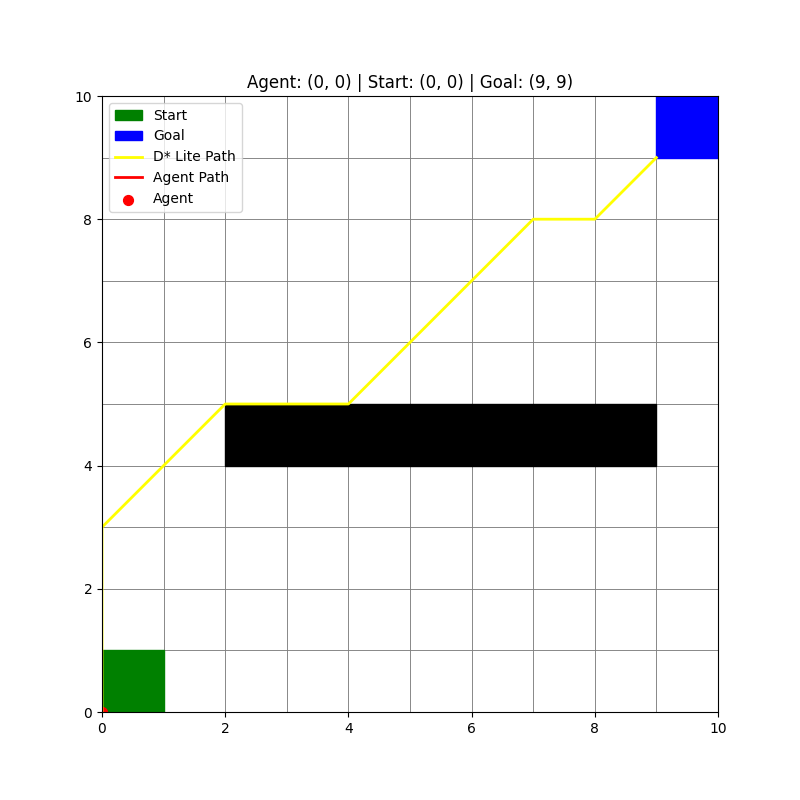 Agent: (0, 0) | Start: (0, 0) | Goal: (9, 9)
Start
Goal
D* Lite Path
Agent Path
Agent
10
8
6
4
2
0
0 2 4 6 8 10